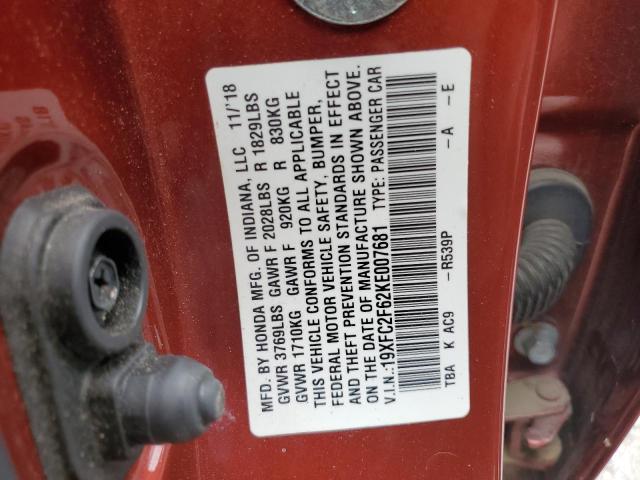 MFD. BY HONDA MFG. OF INDIANA, LLC 11/'18
GVWR 3769LBS GAWR F 2028LBS R 1829LBS
GVWR 1710KG GAWR F 920KG R 830KG
THIS VEHICLE CONFORMS TO ALL APPLICABLE
FEDERAL MOTOR VEHICLE SAFETY, BUMPER,
AND THEFT PREVENTION STANDARDS IN EFFECT
ON THE DATE OF MANUFACTURE SHOWN ABOVE.
V.I.N.:19XFC2F62KE007681 TYPE: PASSENGER CAR
TBA K AC9 -R539P -A -E